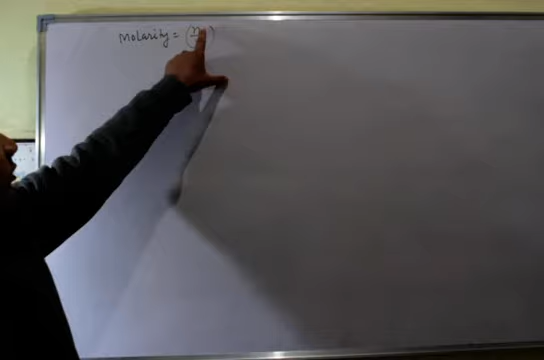 Molarity = (n